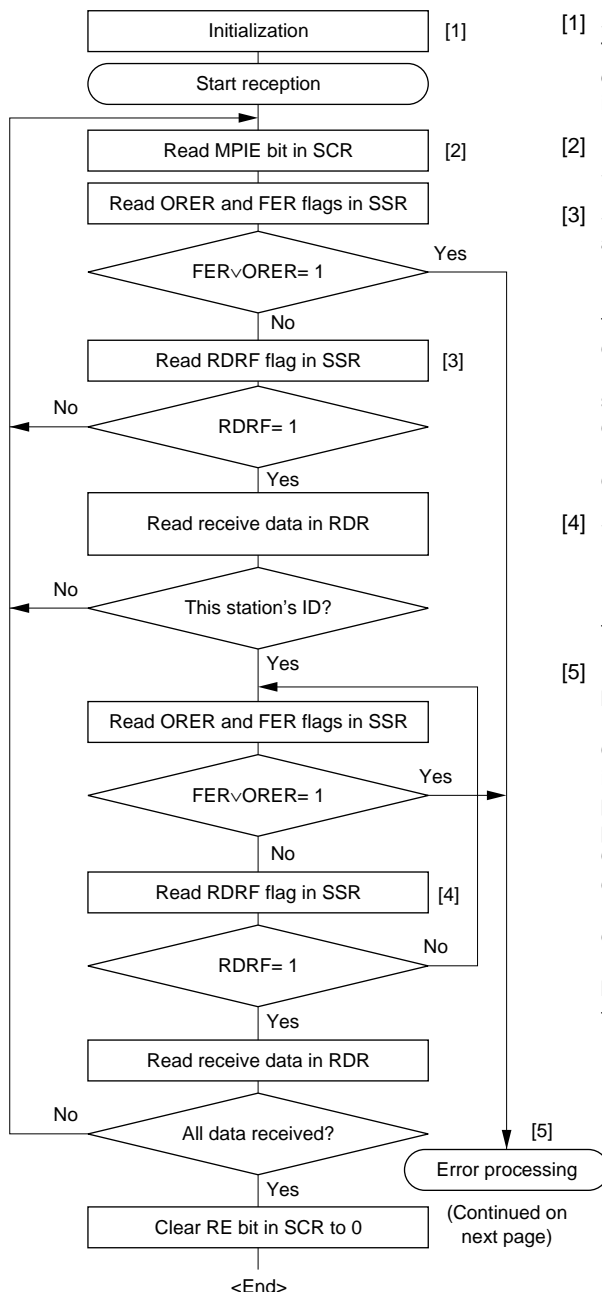 Initialization
[1]
Start reception
Read MPIE bit in SCR
[2]
Read ORER and FER flags in SSR
FER∨ORER= 1
Yes
No
Read RDRF flag in SSR
[3]
RDRF= 1
No
Yes
Read receive data in RDR
This station's ID?
No
Yes
Read ORER and FER flags in SSR
FER∨ORER= 1
Yes
No
Read RDRF flag in SSR
[4]
RDRF= 1
No
Yes
Read receive data in RDR
All data received?
No
Yes
[5]
Error processing
(Continued on
next page)
Clear RE bit in SCR to 0
<End>
[1]
[2]
[3]
[4]
[5]